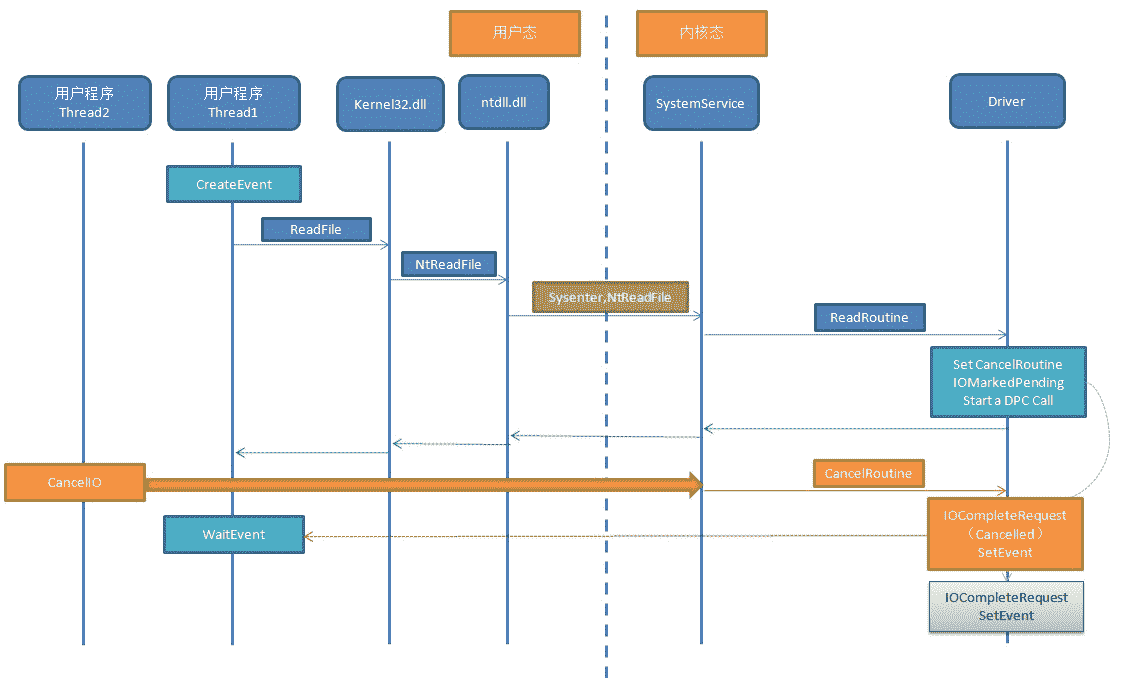 用户态
内核态
用户程序
Thread2
用户程序
Thread1
Kernel32.dll
ntdll.dll
SystemService
Driver
CreateEvent
ReadFile
NtReadFile
Sysenter,NtReadFile
ReadRoutine
Set CancelRoutine
IOMarkedPending
Start a DPC Call
CancelIO
CancelRoutine
IOCompleteRequest
（Cancelled）
SetEvent
WaitEvent
IOCompleteRequest
SetEvent